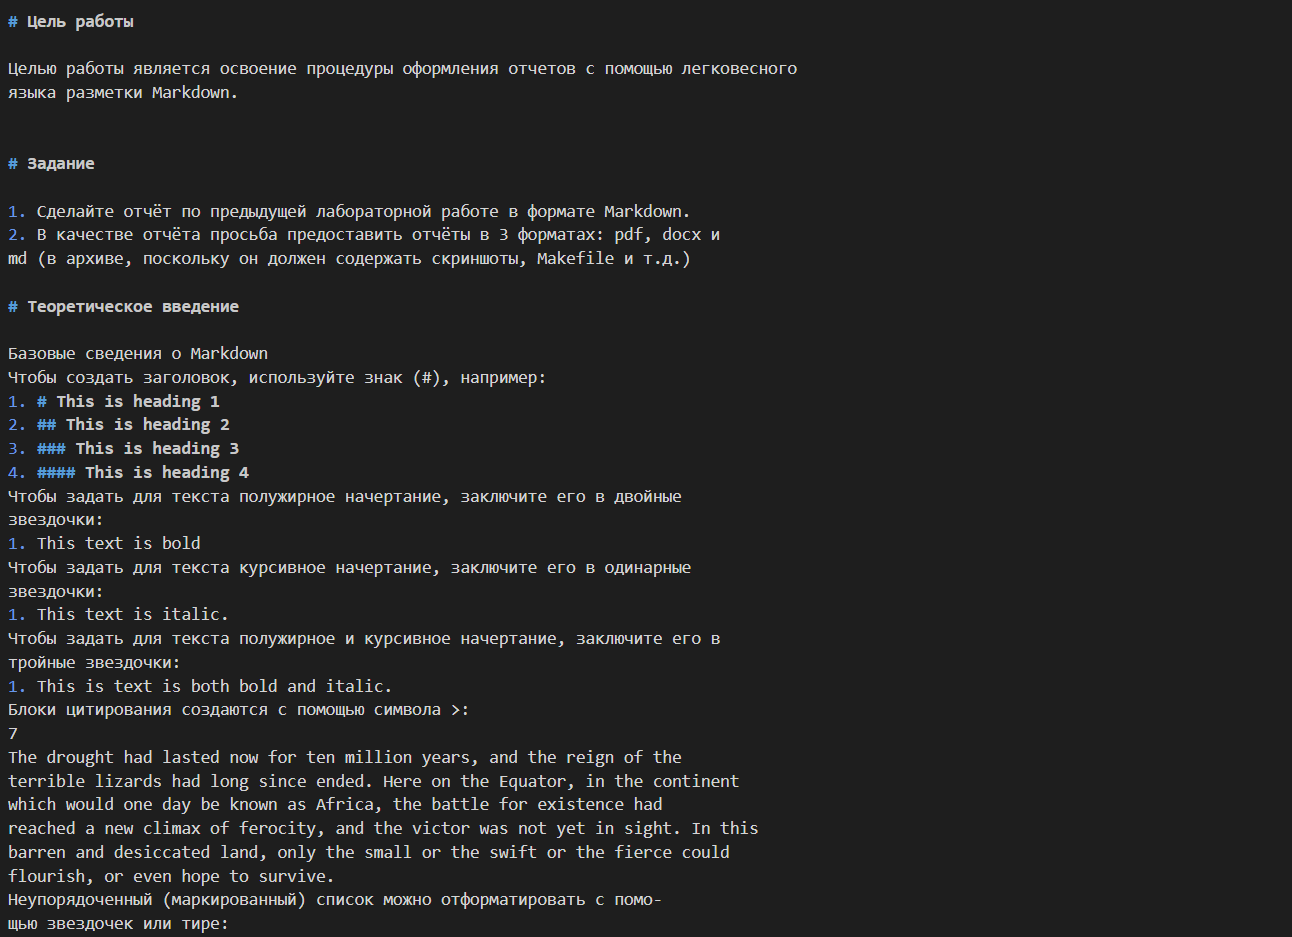 # Цель работы
Целью работы является освоение процедуры оформления отчетов с помощью легковесного
языка разметки Markdown.
# Задание
1. Сделайте отчёт по предыдущей лабораторной работе в формате Markdown.
2. В качестве отчёта просьба предоставить отчёты в 3 форматах: pdf, docx и
md (в архиве, поскольку он должен содержать скриншоты, Makefile и т.д.)
# Теоретическое введение
Базовые сведения о Markdown
Чтобы создать заголовок, используйте знак (#), например:
1. # This is heading 1
2. ## This is heading 2
3. ### This is heading 3
4. #### This is heading 4
Чтобы задать для текста полужирное начертание, заключите его в двойные
звездочки:
1. This text is bold
Чтобы задать для текста курсивное начертание, заключите его в одинарные
звездочки:
1. This text is italic.
Чтобы задать для текста полужирное и курсивное начертание, заключите его в
тройные звездочки:
1. This is text is both bold and italic.
Блоки цитирования создаются с помощью символа >:
7
The drought had lasted now for ten million years, and the reign of the
terrible lizards had long since ended. Here on the Equator, in the continent
which would one day be known as Africa, the battle for existence had
reached a new climax of ferocity, and the victor was not yet in sight. In this
barren and desiccated land, only the small or the swift or the fierce could
flourish, or even hope to survive.
Неупорядоченный (маркированный) список можно отформатировать с помо-
щью звездочек или тире: